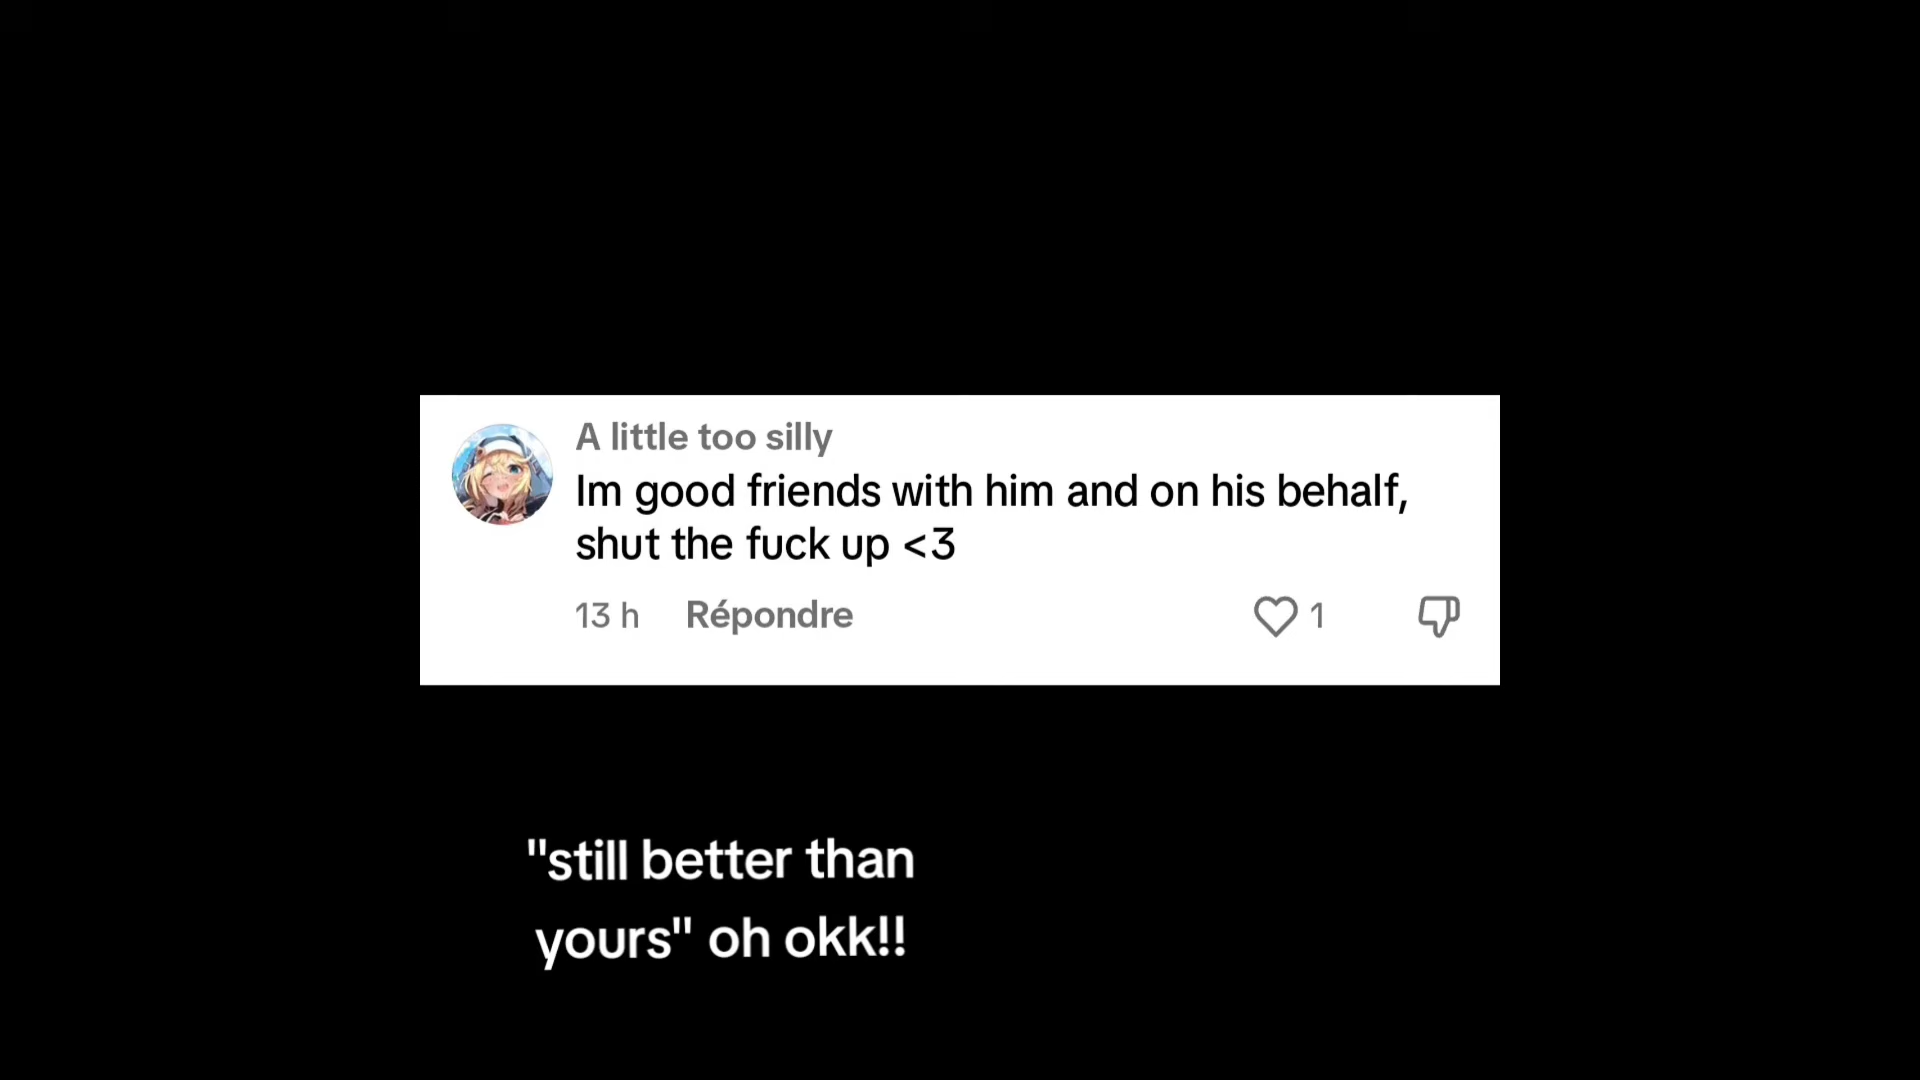 A little too silly
Im good friends with him and on his behalf,
shut the fuck up <3
13 h Répondre 1
"still better than
yours" oh okk!!